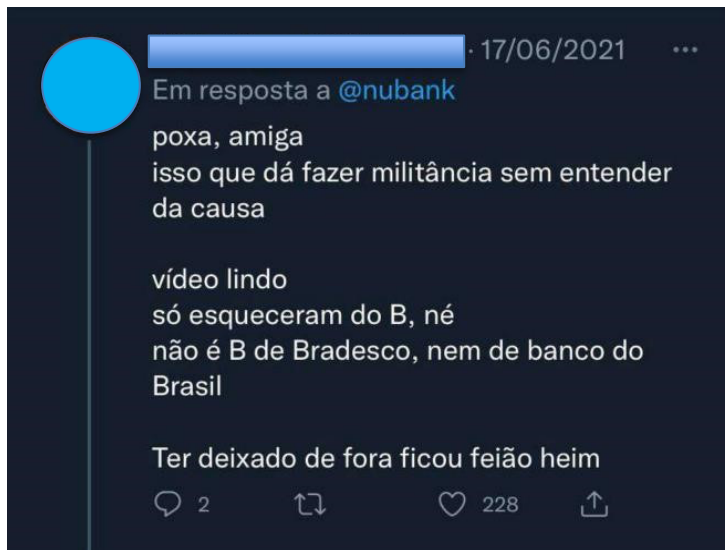 · 17/06/2021 ...
Em resposta a @nubank
poxa, amiga
isso que dá fazer militância sem entender
da causa
vídeo lindo
só esqueceram do B, né
não é B de Bradesco, nem de banco do
Brasil
Ter deixado de fora ficou feião heim
2 228